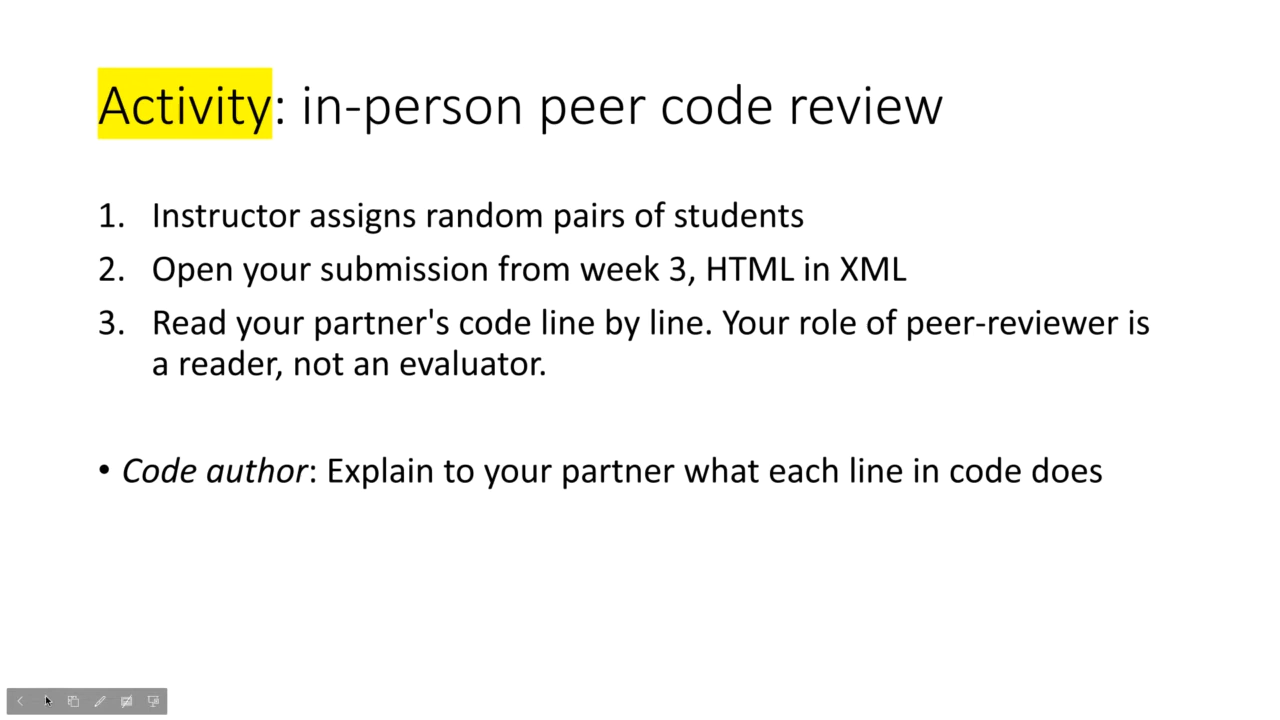 Activity: in-person peer code review
1. Instructor assigns random pairs of students
2. Open your submission from week 3, HTML in XML
3. Read your partner's code line by line. Your role of peer-reviewer is
a reader, not an evaluator.
• Code author: Explain to your partner what each line in code does